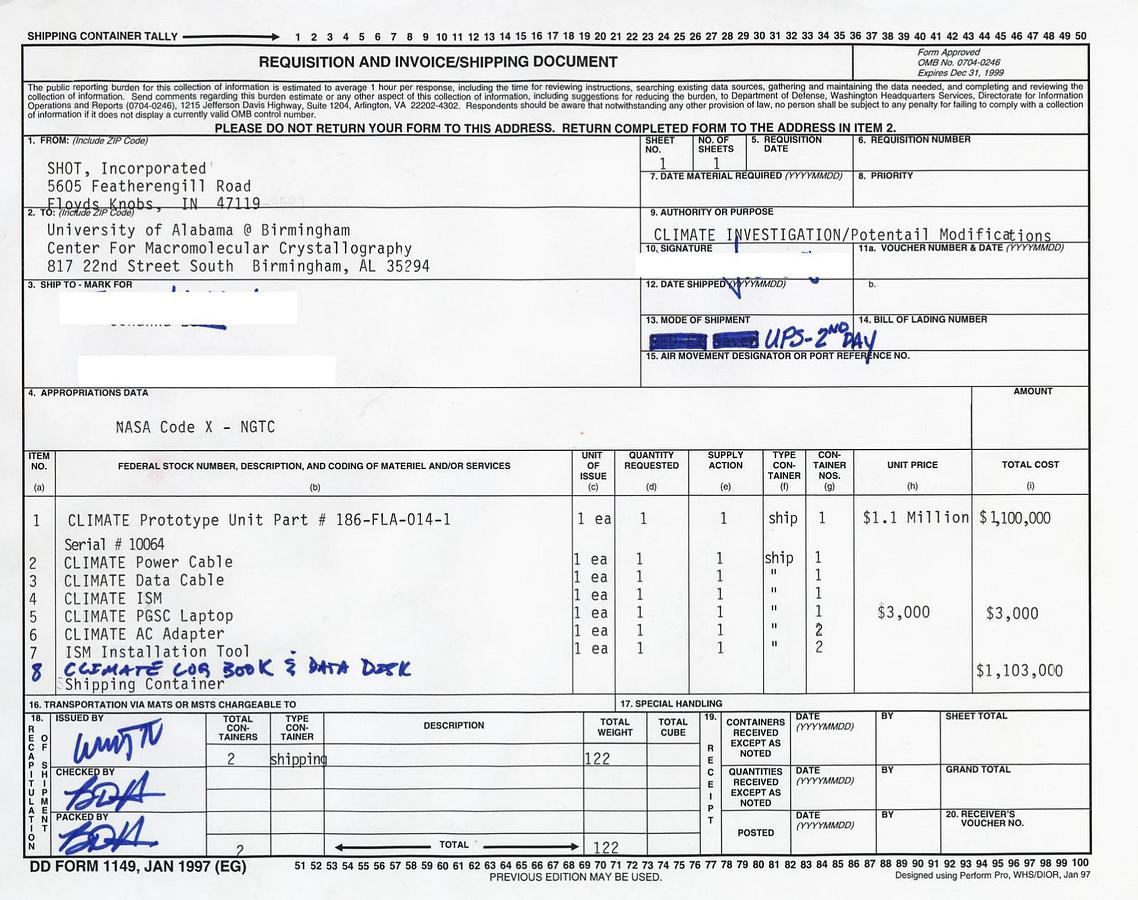 SHIPPING CONTAINER TALLY 1 2 3 4 5 6 7 8 9 10 11 12 13 14 15 16 17 18 19 20 21 22 23 24 25 26 27 28 29 30 31 32 33 34 35 36 37 38 39 40 41 42 43 44 45 46 47 48 49 50
REQUISITION AND INVOICE/SHIPPING DOCUMENT
Form Approved
OMB No. 0704-0246
Expires Dec 31, 1999
The public reporting burden for this collection of information is estimated to average 1 hour per response, including the time for reviewing instructions, searching existing data sources, gathering and maintaining the data needed, and completing and reviewing the
collection of information. Send comments regarding this burden estimate or any other aspect of this collection of information, including suggestions for reducing the burden, to Department of Defense, Washington Headquarters Services, Directorate for Information
Operations and Reports (0704-0246), 1215 Jefferson Davis Highway, Suite 1204, Arlington, VA 22202-4302. Respondents should be aware that notwithstanding any other provision of law, no person shall be subject to any penalty for failing to comply with a collection
of information if it does not display a currently valid OMB control number.
PLEASE DO NOT RETURN YOUR FORM TO THIS ADDRESS. RETURN COMPLETED FORM TO THE ADDRESS IN ITEM 2.
1. FROM: (Include ZIP Code)
SHOT, Incorporated
5605 Featherengill Road
Floyds Knobs, IN 47119
SHEET NO.
1
NO. OF SHEETS
1
5. REQUISITION DATE
6. REQUISITION NUMBER
7. DATE MATERIAL REQUIRED (YYYYMMDD)
8. PRIORITY
2. TO: (Include ZIP Code)
University of Alabama @ Birmingham
Center For Macromolecular Crystallography
817 22nd Street South Birmingham, AL 35294
9. AUTHORITY OR PURPOSE
CLIMATE INVESTIGATION/Potentail Modifications
10. SIGNATURE
11a. VOUCHER NUMBER & DATE (YYYYMMDD)
3. SHIP TO - MARK FOR
12. DATE SHIPPED (YYYYMMDD)
b.
13. MODE OF SHIPMENT
UPS-2ND DAY
14. BILL OF LADING NUMBER
15. AIR MOVEMENT DESIGNATOR OR PORT REFERENCE NO.
4. APPROPRIATIONS DATA
NASA Code X - NGTC
AMOUNT
ITEM NO. (a)
FEDERAL STOCK NUMBER, DESCRIPTION, AND CODING OF MATERIEL AND/OR SERVICES (b)
UNIT OF ISSUE (c)
QUANTITY REQUESTED (d)
SUPPLY ACTION (e)
TYPE CON-TAINER (f)
CON-TAINER NOS. (g)
UNIT PRICE (h)
TOTAL COST (i)
1 CLIMATE Prototype Unit Part # 186-FLA-014-1 1 ea 1 1 ship 1 $1.1 Million $1,100,000
Serial # 10064
2 CLIMATE Power Cable 1 ea 1 1 ship 1
3 CLIMATE Data Cable 1 ea 1 1 " 1
4 CLIMATE ISM 1 ea 1 1 " 1
5 CLIMATE PGSC Laptop 1 ea 1 1 " 1 $3,000 $3,000
6 CLIMATE AC Adapter 1 ea 1 1 " 2
7 ISM Installation Tool 1 ea 1 1 " 2
8 CLIMATE LOG BOOK & DATA DISK $1,103,000
Shipping Container
16. TRANSPORTATION VIA MATS OR MSTS CHARGEABLE TO
17. SPECIAL HANDLING
18. RECAPITULATION OF SHIPMENT
ISSUED BY
CHECKED BY
BDH
PACKED BY
BDH
TOTAL CON-TAINERS
TYPE CON-TAINER
DESCRIPTION
TOTAL WEIGHT
TOTAL CUBE
2 shipping 122
2 TOTAL 122
19. RECEIPT
CONTAINERS RECEIVED EXCEPT AS NOTED
DATE (YYYYMMDD)
BY
SHEET TOTAL
QUANTITIES RECEIVED EXCEPT AS NOTED
DATE (YYYYMMDD)
BY
GRAND TOTAL
POSTED
DATE (YYYYMMDD)
BY
20. RECEIVER'S VOUCHER NO.
DD FORM 1149, JAN 1997 (EG)
51 52 53 54 55 56 57 58 59 60 61 62 63 64 65 66 67 68 69 70 71 72 73 74 75 76 77 78 79 80 81 82 83 84 85 86 87 88 89 90 91 92 93 94 95 96 97 98 99 100
PREVIOUS EDITION MAY BE USED.
Designed using Perform Pro, WHS/DIOR, Jan 97